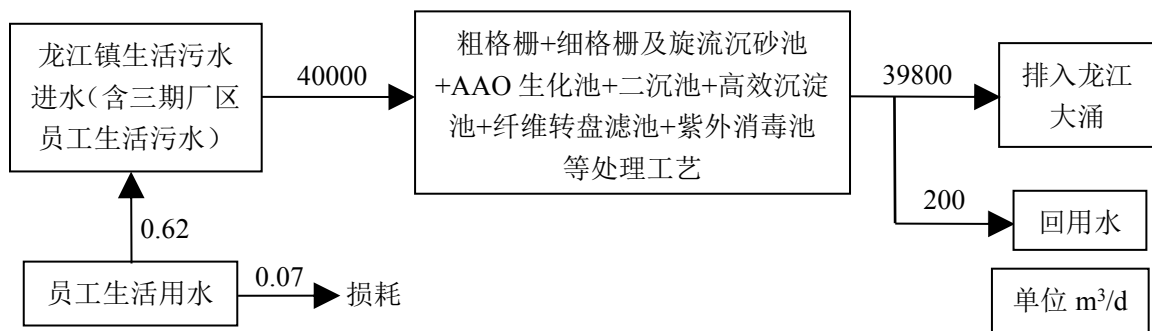 龙江镇生活污水
进水（含三期厂区
员工生活污水）
40000
粗格栅+细格栅及旋流沉砂池
+AAO 生化池+二沉池+高效沉淀
池+纤维转盘滤池+紫外消毒池
等处理工艺
39800
排入龙江
大涌
200
回用水
0.62
员工生活用水
0.07
损耗
单位 m³/d